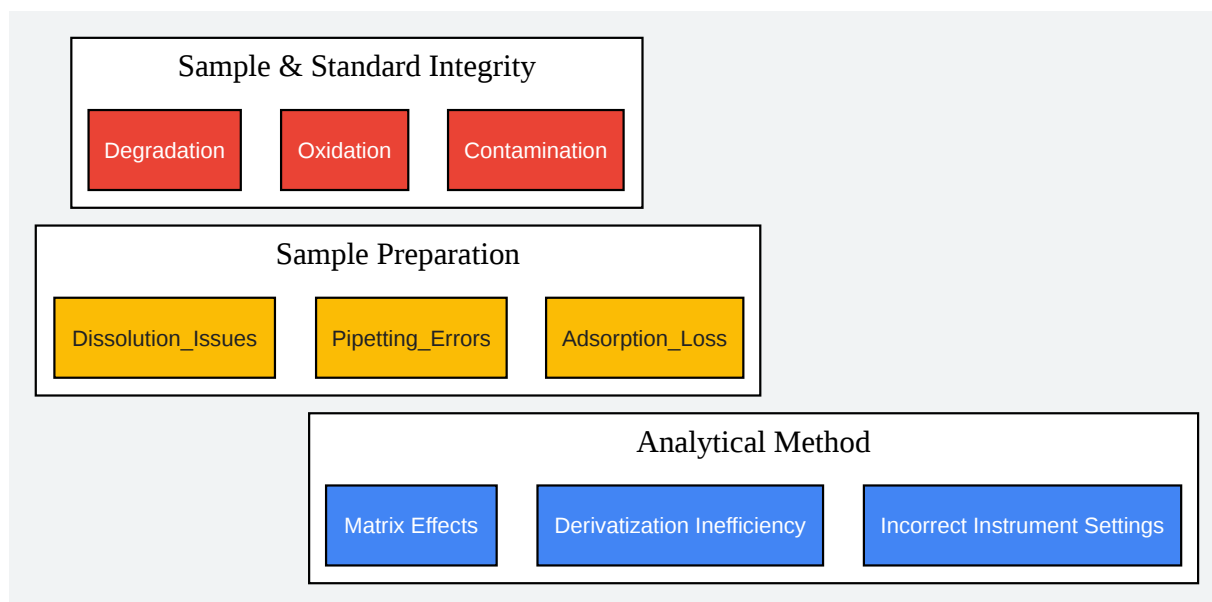 Sample & Standard Integrity
Degradation
Oxidation
Contamination
Sample Preparation
Dissolution_Issues
Pipetting_Errors
Adsorption_Loss
Analytical Method
Matrix Effects
Derivatization Inefficiency
Incorrect Instrument Settings